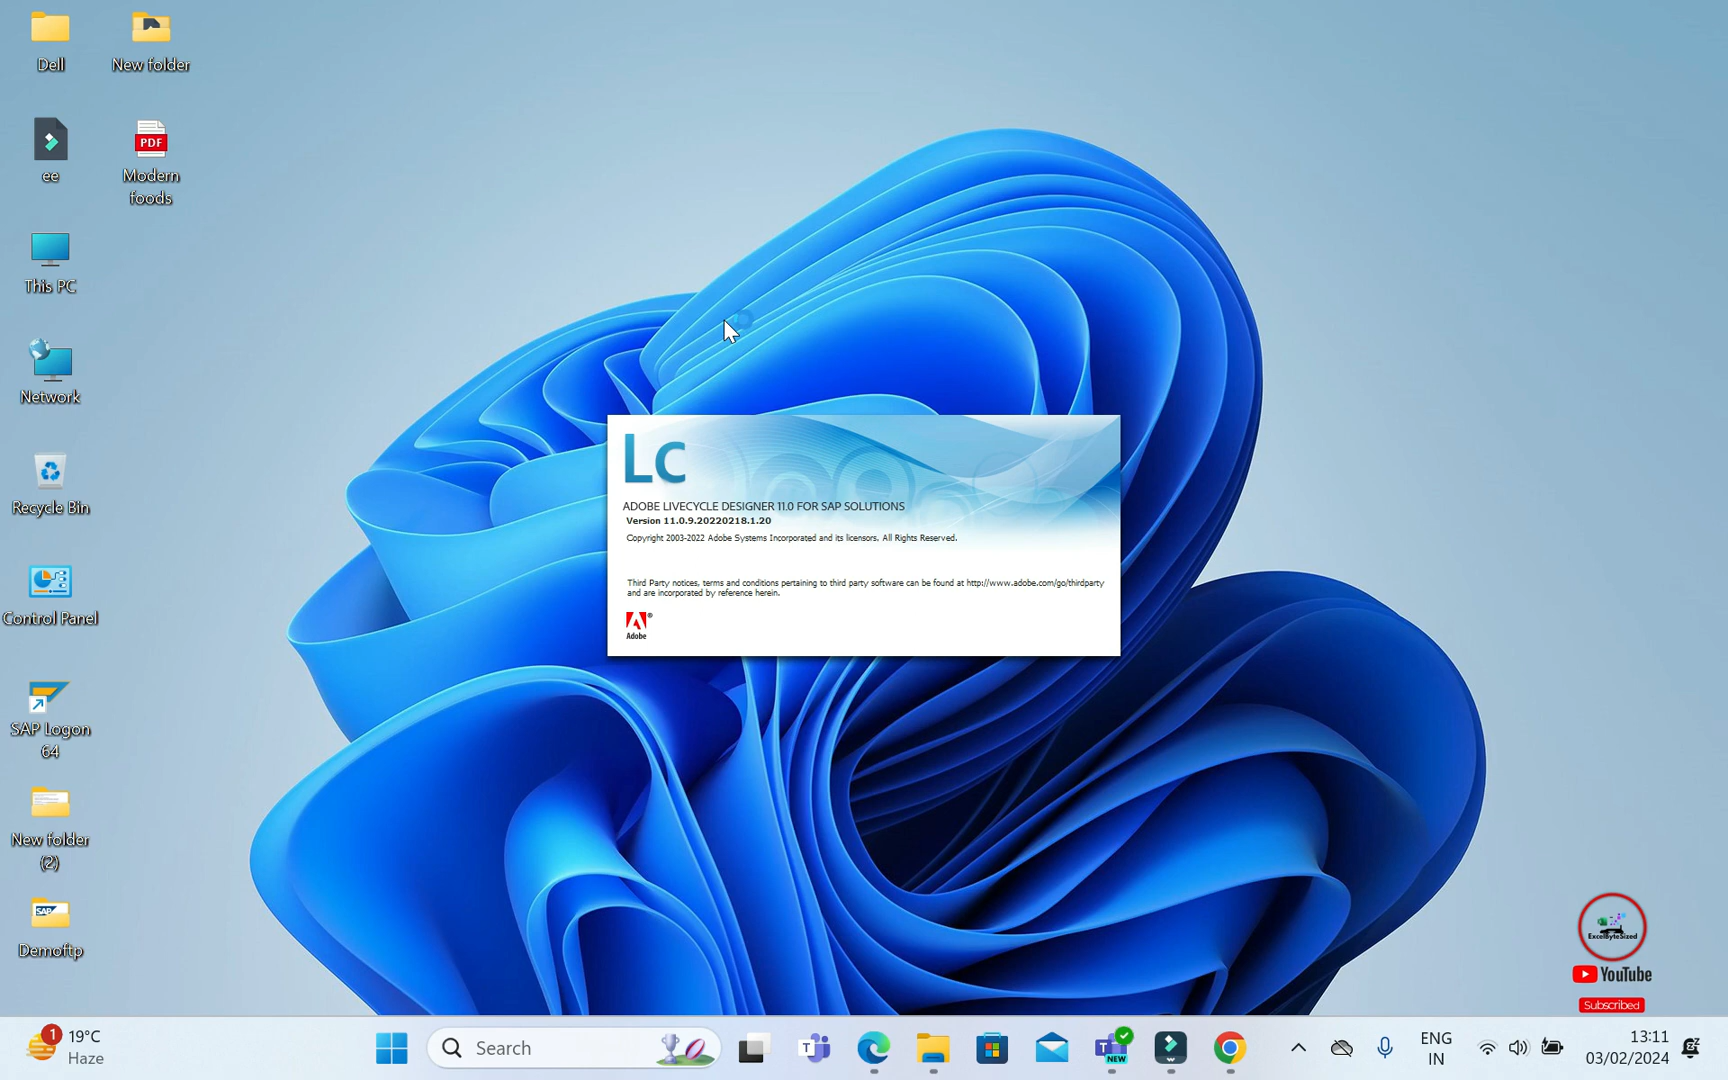 Dell
New folder
ee
PDF
Modern
foods
This PC
Network
Recycle Bin
Control Panel
SAP Logon
64
New folder
(2)
SAP
Demoftp
LC
ADOBE LIVECYCLE DESIGNER 11.0 FOR SAP SOLUTIONS
Version 11.0.9.20220218.1.20
Copyright 2003-2022 Adobe Systems Incorporated and its licensors. All Rights Reserved.
Third Party notices, terms and conditions pertaining to third party software can be found at http://www.adobe.com/go/thirdparty
and are incorporated by reference herein.
Adobe
ExcelByteSized
YouTube
Subscribed
1
19°C
Haze
Search
T
T
NEW
ENG
IN
13:11
03/02/2024